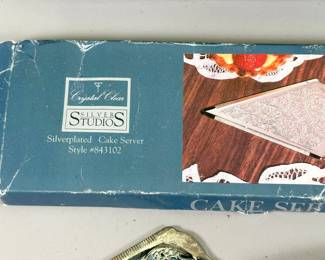 Crystal Clear
SILVER
STUDIOS
Silverplated Cake Server
Style #843102
CAKE SER